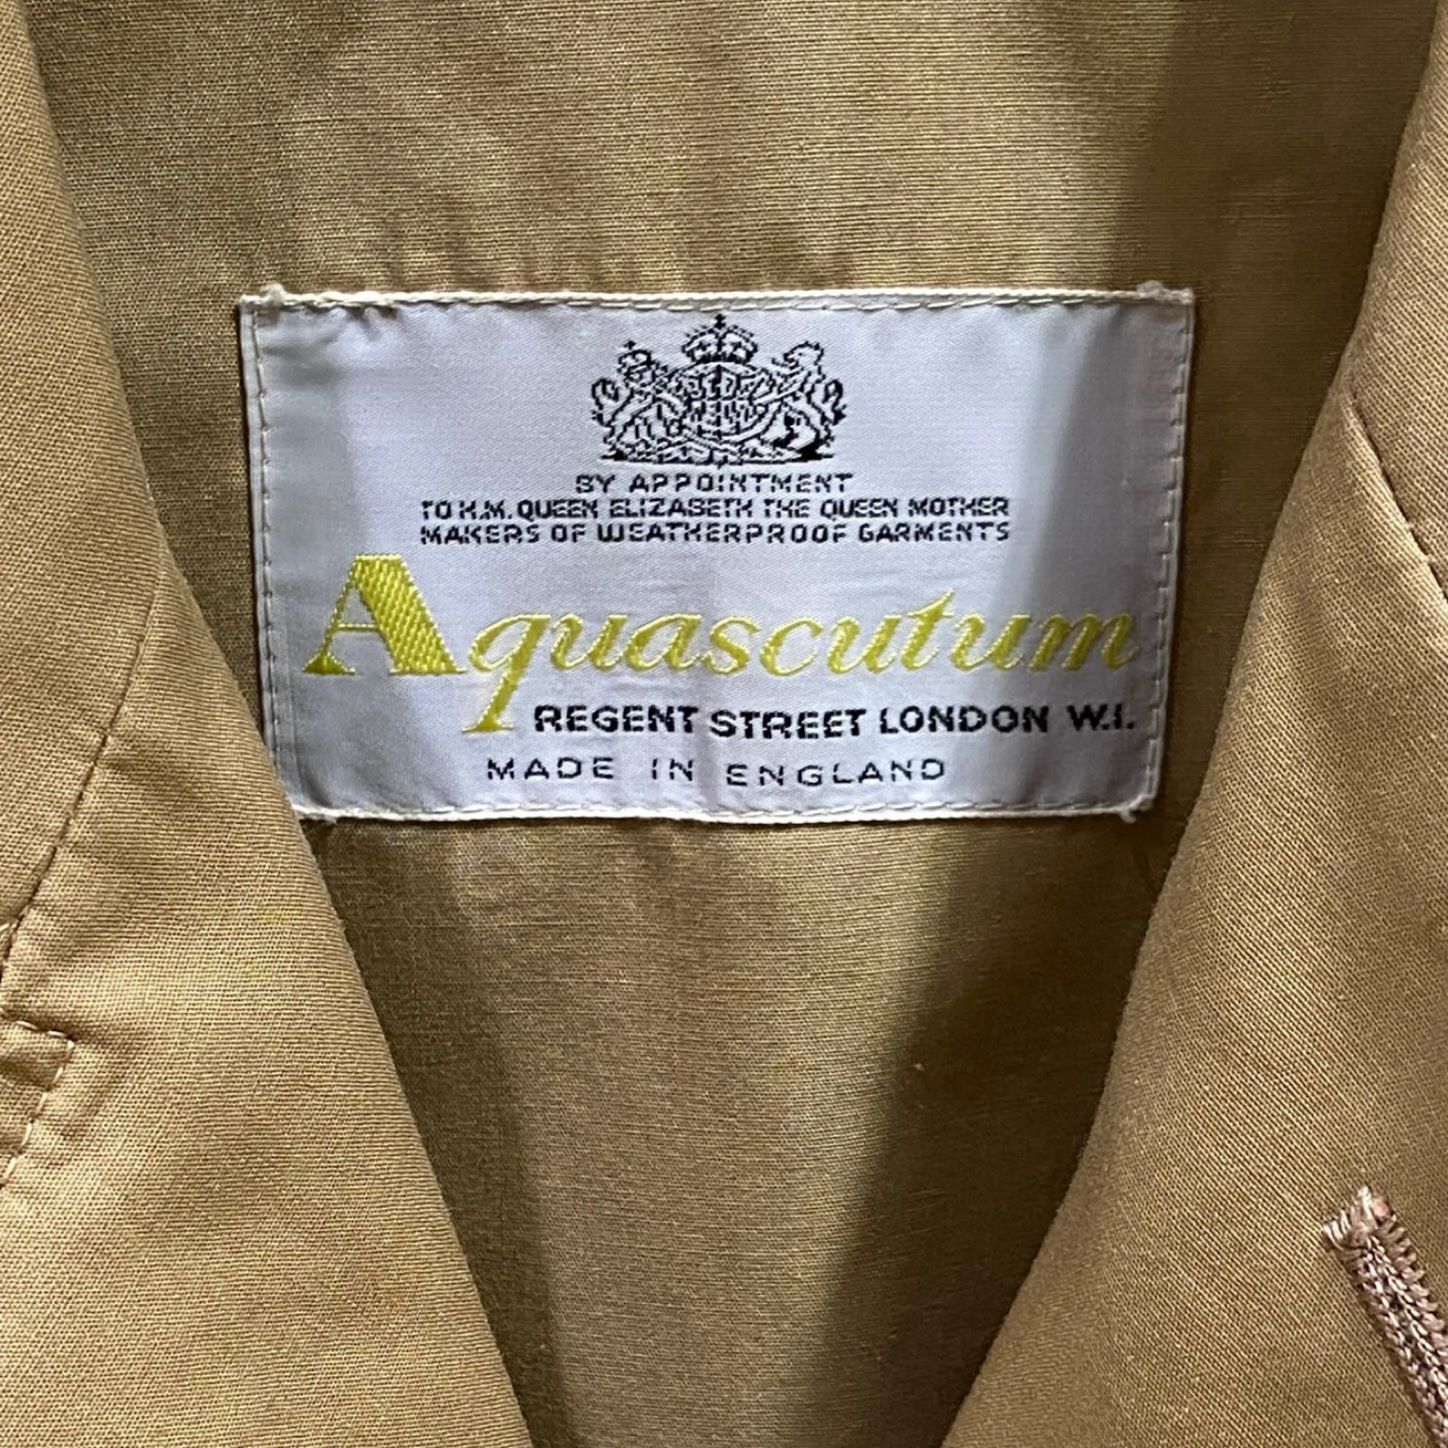 BY APPOINTMENT
TO H.M. QUEEN ELIZABETH THE QUEEN MOTHER
MAKERS OF WEATHERPROOF GARMENTS
Aquascutum
REGENT STREET LONDON W.I.
MADE IN ENGLAND